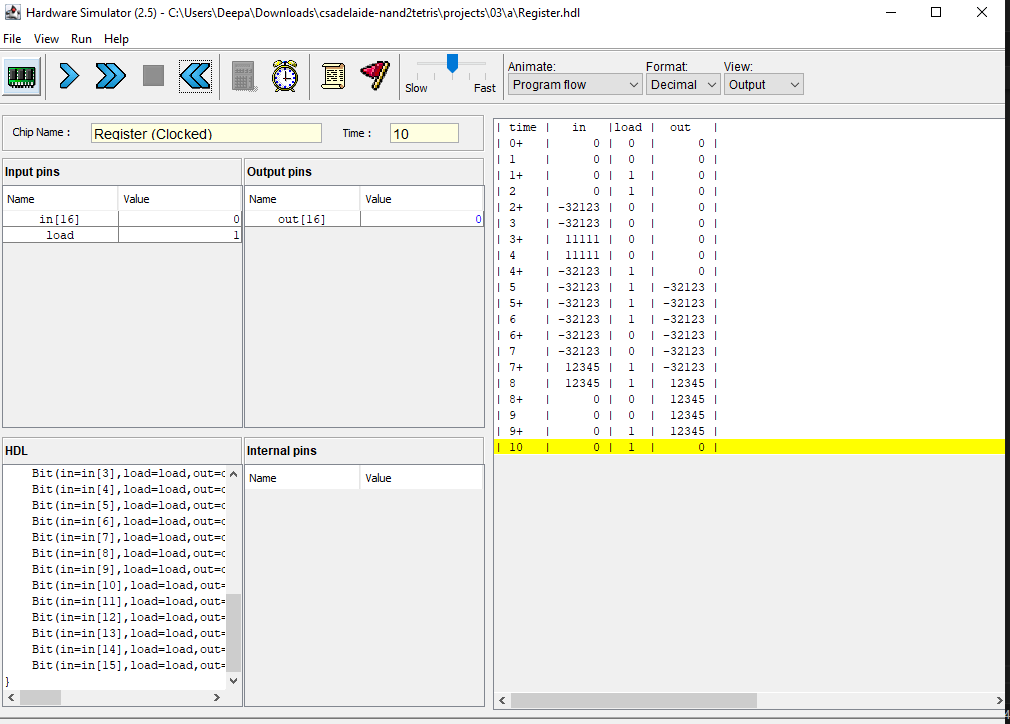 Hardware Simulator (2.5) - C:\Users\Deepa\Downloads\csadelaide-nand2tetris\projects\03\a\Register.hdl
File View Run Help
Slow Fast
Animate: Format: View:
Program flow Decimal Output
Chip Name : Register (Clocked) Time : 10
Input pins Output pins
Name Value Name Value
in[16] 0 out[16] 0
load 1
HDL Internal pins
Name Value
Bit(in=in[3],load=load,out=
Bit(in=in[4],load=load,out=
Bit(in=in[5],load=load,out=
Bit(in=in[6],load=load,out=
Bit(in=in[7],load=load,out=
Bit(in=in[8],load=load,out=
Bit(in=in[9],load=load,out=
Bit(in=in[10],load=load,out=
Bit(in=in[11],load=load,out=
Bit(in=in[12],load=load,out=
Bit(in=in[13],load=load,out=
Bit(in=in[14],load=load,out=
Bit(in=in[15],load=load,out=
}
| time | in |load | out |
| 0+ | 0 | 0 | 0 |
| 1 | 0 | 0 | 0 |
| 1+ | 0 | 1 | 0 |
| 2 | 0 | 1 | 0 |
| 2+ | -32123 | 0 | 0 |
| 3 | -32123 | 0 | 0 |
| 3+ | 11111 | 0 | 0 |
| 4 | 11111 | 0 | 0 |
| 4+ | -32123 | 1 | 0 |
| 5 | -32123 | 1 | -32123 |
| 5+ | -32123 | 1 | -32123 |
| 6 | -32123 | 1 | -32123 |
| 6+ | -32123 | 0 | -32123 |
| 7 | -32123 | 0 | -32123 |
| 7+ | 12345 | 1 | -32123 |
| 8 | 12345 | 1 | 12345 |
| 8+ | 0 | 0 | 12345 |
| 9 | 0 | 0 | 12345 |
| 9+ | 0 | 1 | 12345 |
| 10 | 0 | 1 | 0 |